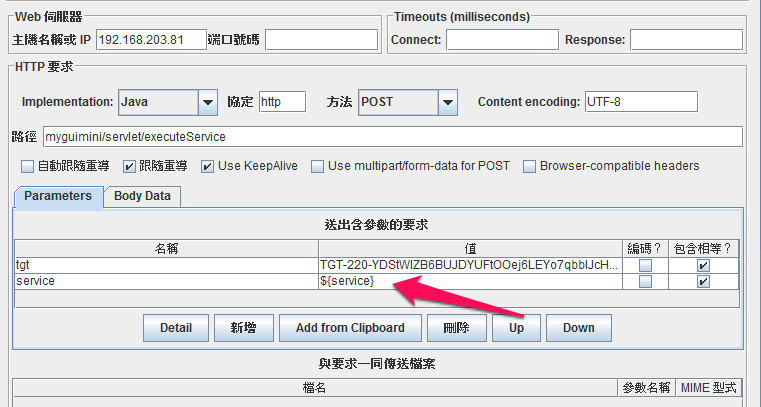 Web 伺服器
Timeouts (milliseconds)
主機名稱或 IP 192.168.203.81 端口號碼
Connect: Response:
HTTP 要求
Implementation: Java 協定 http 方法 POST Content encoding: UTF-8
路徑 myguimini/servlet/executeService
自動跟隨重導 跟隨重導 Use KeepAlive Use multipart/form-data for POST Browser-compatible headers
Parameters Body Data
送出含參數的要求
名稱 值 編碼? 包含相等?
tgt TGT-220-YDStWIZB6BUJDYUFtOOej6LEYo7qbbIJcH...
service ${service}
Detail 新增 Add from Clipboard 刪除 Up Down
與要求一同傳送檔案
檔名 參數名稱 MIME 型式